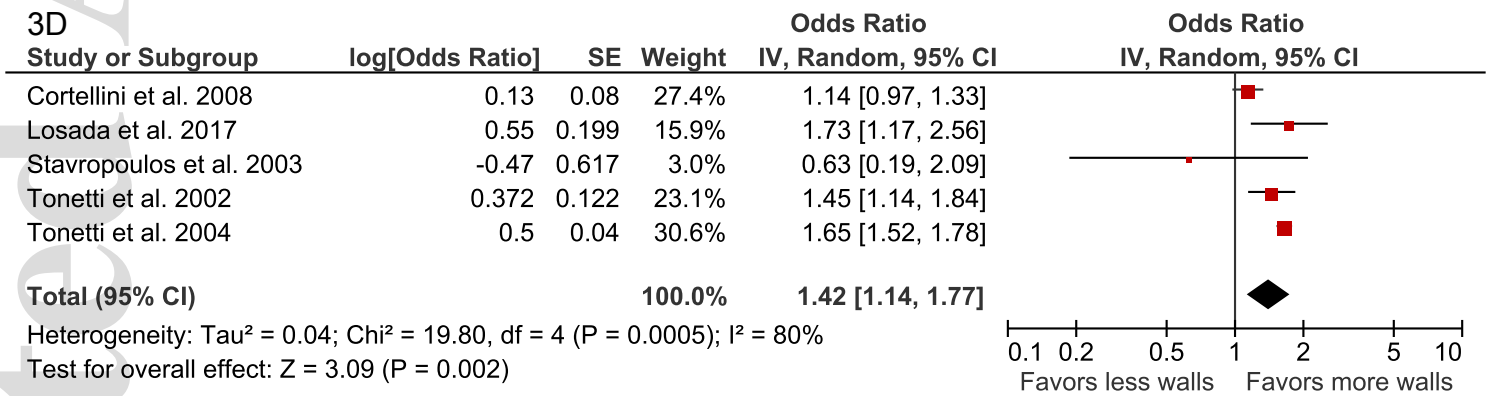 3D
Odds Ratio Odds Ratio
Study or Subgroup log[Odds Ratio] SE Weight IV, Random, 95% CI IV, Random, 95% CI
Cortellini et al. 2008 0.13 0.08 27.4% 1.14 [0.97, 1.33]
Losada et al. 2017 0.55 0.199 15.9% 1.73 [1.17, 2.56]
Stavropoulos et al. 2003 -0.47 0.617 3.0% 0.63 [0.19, 2.09]
Tonetti et al. 2002 0.372 0.122 23.1% 1.45 [1.14, 1.84]
Tonetti et al. 2004 0.5 0.04 30.6% 1.65 [1.52, 1.78]
Total (95% CI) 100.0% 1.42 [1.14, 1.77]
Heterogeneity: Tau² = 0.04; Chi² = 19.80, df = 4 (P = 0.0005); I² = 80%
Test for overall effect: Z = 3.09 (P = 0.002)
0.1 0.2 0.5 1 2 5 10
Favors less walls Favors more walls